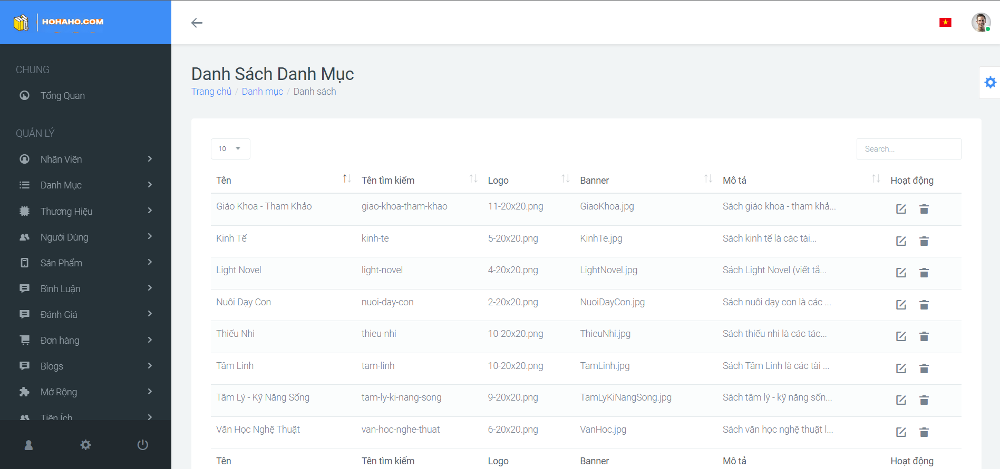 HOHAHO.COM
CHUNG
Tổng Quan
QUẢN LÝ
Nhân Viên
Danh Mục
Thương Hiệu
Người Dùng
Sản Phẩm
Bình Luận
Đánh Giá
Đơn hàng
Blogs
Mở Rộng
Tiện Ích
Danh Sách Danh Mục
Trang chủ / Danh mục / Danh sách
10 Search...
Tên Tên tìm kiếm Logo Banner Mô tả Hoạt động
Giáo Khoa - Tham Khảo giao-khoa-tham-khao 11-20x20.png GiaoKhoa.jpg Sách giáo khoa - tham khả...
Kinh Tế kinh-te 5-20x20.png KinhTe.jpg Sách kinh tế là các tài...
Light Novel light-novel 4-20x20.png LightNovel.jpg Sách Light Novel (viết tắ...
Nuôi Dạy Con nuoi-day-con 2-20x20.png NuoiDayCon.jpg Sách nuôi dạy con là các ...
Thiếu Nhi thieu-nhi 10-20x20.png ThieuNhi.jpg Sách thiếu nhi là các tác...
Tâm Linh tam-linh 10-20x20.png TamLinh.jpg Sách Tâm Linh là các tài ...
Tâm Lý - Kỹ Năng Sống tam-ly-ki-nang-song 9-20x20.png TamLyKiNangSong.jpg Sách tâm lý - kỹ năng sốn...
Văn Học Nghệ Thuật van-hoc-nghe-thuat 6-20x20.png VanHoc.jpg Sách văn học nghệ thuật l...
Tên Tên tìm kiếm Logo Banner Mô tả Hoạt động